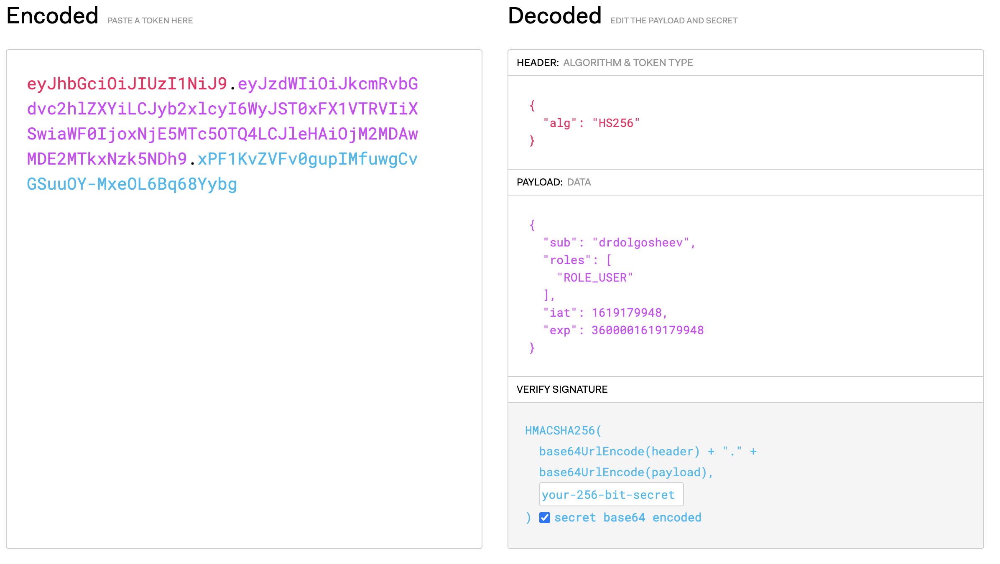 Encoded PASTE A TOKEN HERE
eyJhbGciOiJIUzI1NiJ9.eyJzdWIiOiJkcmRvbG
dvc2hlZXYiLCJyb2xlcyI6WyJST0xFX1VTRVIiX
SwiaWF0IjoxNjE5MTc5OTQ4LCJleHAiOjM2MDAw
MDE2MTkxNzk5NDh9.xPF1KvZVFv0gupIMfuwgCv
GSuuOY-MxeOL6Bq68Yybg
Decoded EDIT THE PAYLOAD AND SECRET
HEADER: ALGORITHM & TOKEN TYPE
{
"alg": "HS256"
}
PAYLOAD: DATA
{
"sub": "drdolgosheev",
"roles": [
"ROLE_USER"
],
"iat": 1619179948,
"exp": 3600001619179948
}
VERIFY SIGNATURE
HMACSHA256(
base64UrlEncode(header) + "." +
base64UrlEncode(payload),
your-256-bit-secret
) secret base64 encoded